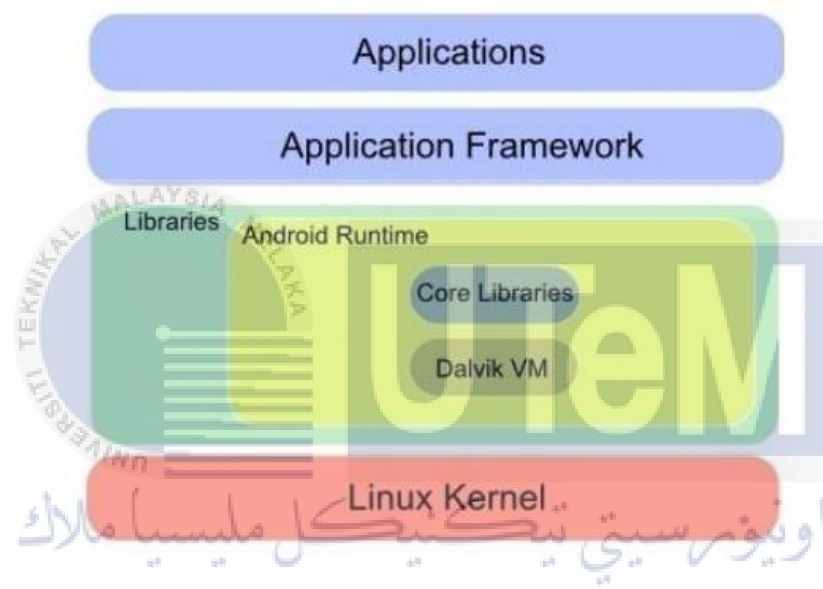 Applications
Application Framework
Libraries
Android Runtime
Core Libraries
Dalvik VM
Linux Kernel
UNIVERSITI TEKNIKAL MALAYSIA MELAKA
UTeM
اونيۏرسيتي تيكنيكل مليسيا ملاك